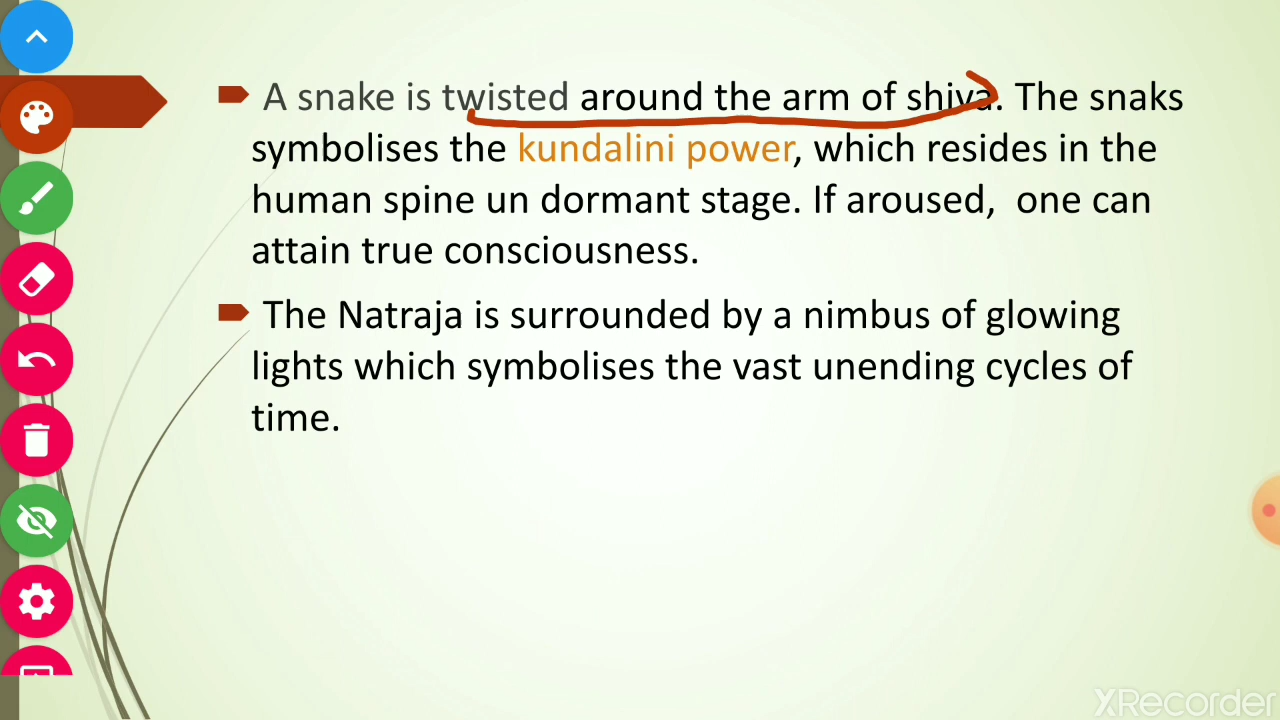 A snake is twisted around the arm of shiva. The snaks
symbolises the kundalini power, which resides in the
human spine un dormant stage. If aroused, one can
attain true consciousness.
The Natraja is surrounded by a nimbus of glowing
lights which symbolises the vast unending cycles of
time.
XRecorder